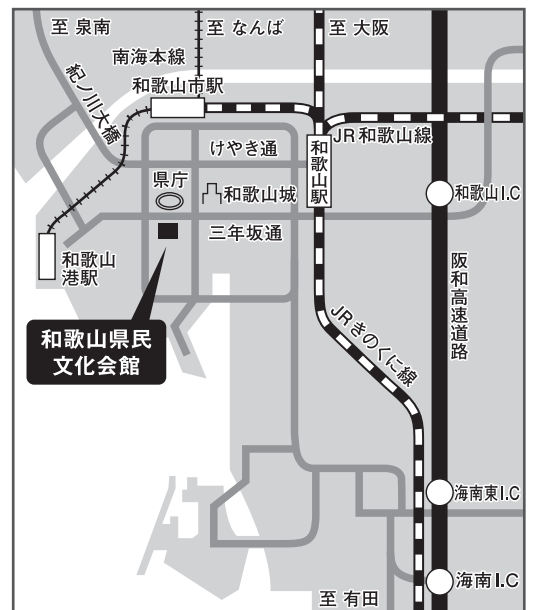 至 泉南
至 なんば
至 大阪
南海本線
和歌山市駅
紀ノ川大橋
JR和歌山線
けやき通
和歌山駅
県庁
和歌山城
和歌山I.C
三年坂通
和歌山
港駅
阪和高速道路
和歌山県民
文化会館
JRきのくに線
海南東I.C
海南I.C
至 有田